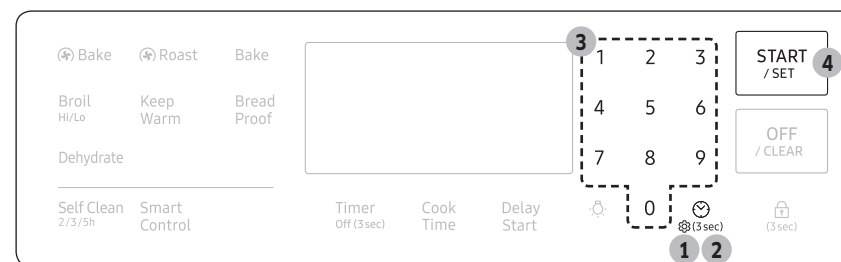 Bake Roast Bake
3
1 2 3
START
/ SET
4
Broil
Hi/Lo
Keep
Warm
Bread
Proof
4 5 6
OFF
/ CLEAR
Dehydrate
7 8 9
Self Clean
2/3/5h
Smart
Control
Timer
Off (3 sec)
Cook
Time
Delay
Start
0
(3 sec)
(3 sec)
1 2